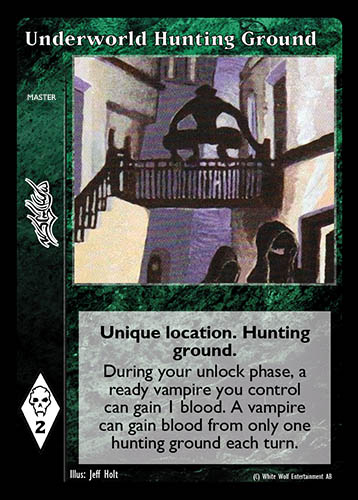 Underworld Hunting Ground
MASTER
Unique location. Hunting
ground.
During your unlock phase, a
ready vampire you control
can gain 1 blood. A vampire
can gain blood from only one
hunting ground each turn.
2
Illus: Jeff Holt
(C) White Wolf Entertainment AB